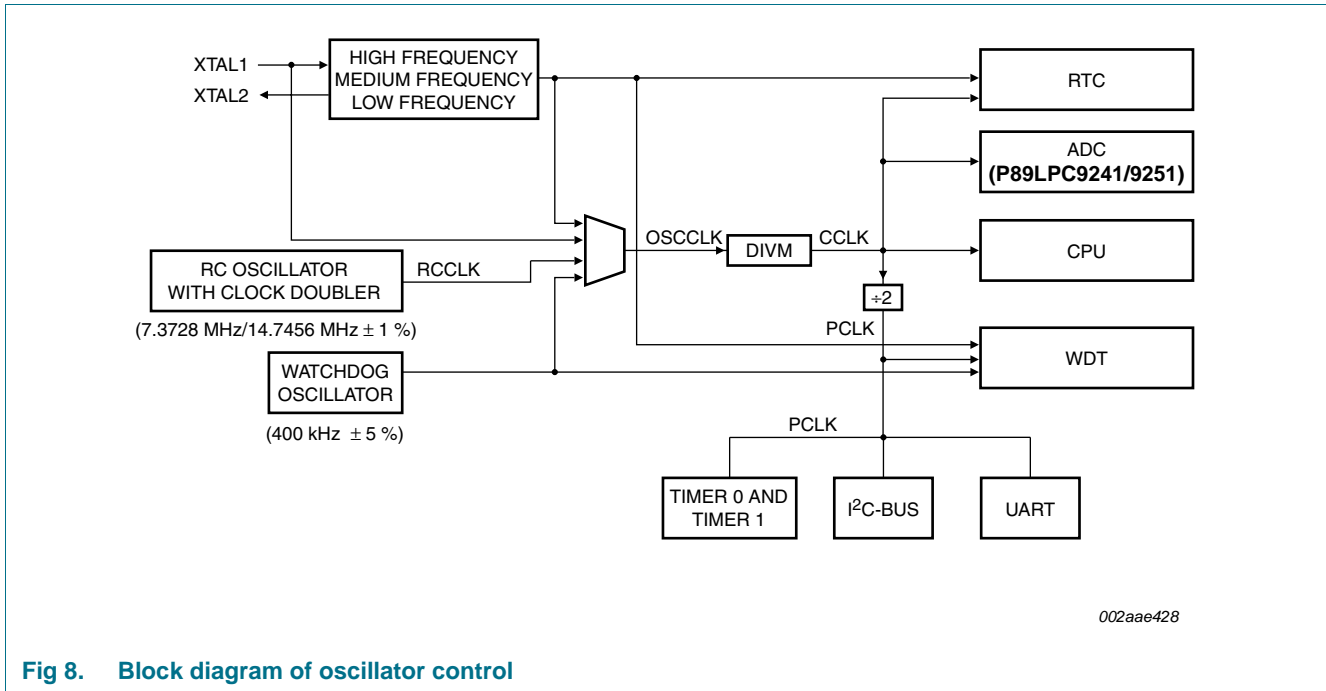 XTAL1
XTAL2
HIGH FREQUENCY
MEDIUM FREQUENCY
LOW FREQUENCY
RTC
ADC
(P89LPC9241/9251)
OSCCLK
DIVM
CCLK
CPU
RC OSCILLATOR
WITH CLOCK DOUBLER
RCCLK
(7.3728 MHz/14.7456 MHz ± 1 %)
÷2
PCLK
WDT
WATCHDOG
OSCILLATOR
(400 kHz ± 5 %)
PCLK
TIMER 0 AND
TIMER 1
I²C-BUS
UART
002aae428
Fig 8. Block diagram of oscillator control